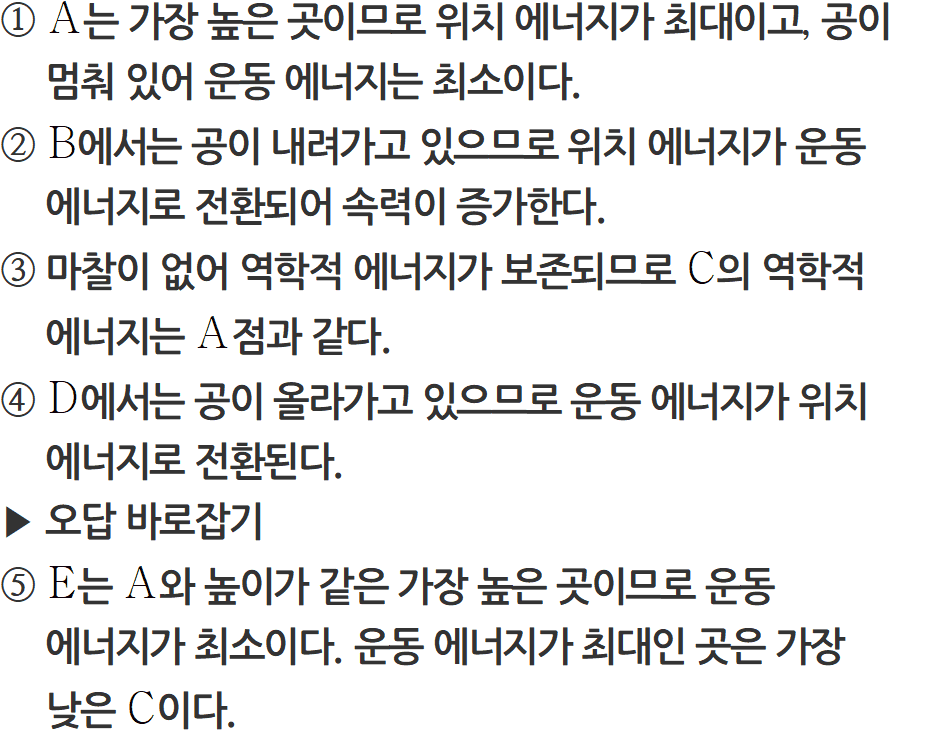 ① A는 가장 높은 곳이므로 위치 에너지가 최대이고, 공이
멈춰 있어 운동 에너지는 최소이다.
② B에서는 공이 내려가고 있으므로 위치 에너지가 운동
에너지로 전환되어 속력이 증가한다.
③ 마찰이 없어 역학적 에너지가 보존되므로 C의 역학적
에너지는 A점과 같다.
④ D에서는 공이 올라가고 있으므로 운동 에너지가 위치
에너지로 전환된다.
▶ 오답 바로잡기
⑤ E는 A와 높이가 같은 가장 높은 곳이므로 운동
에너지가 최소이다. 운동 에너지가 최대인 곳은 가장
낮은 C이다.